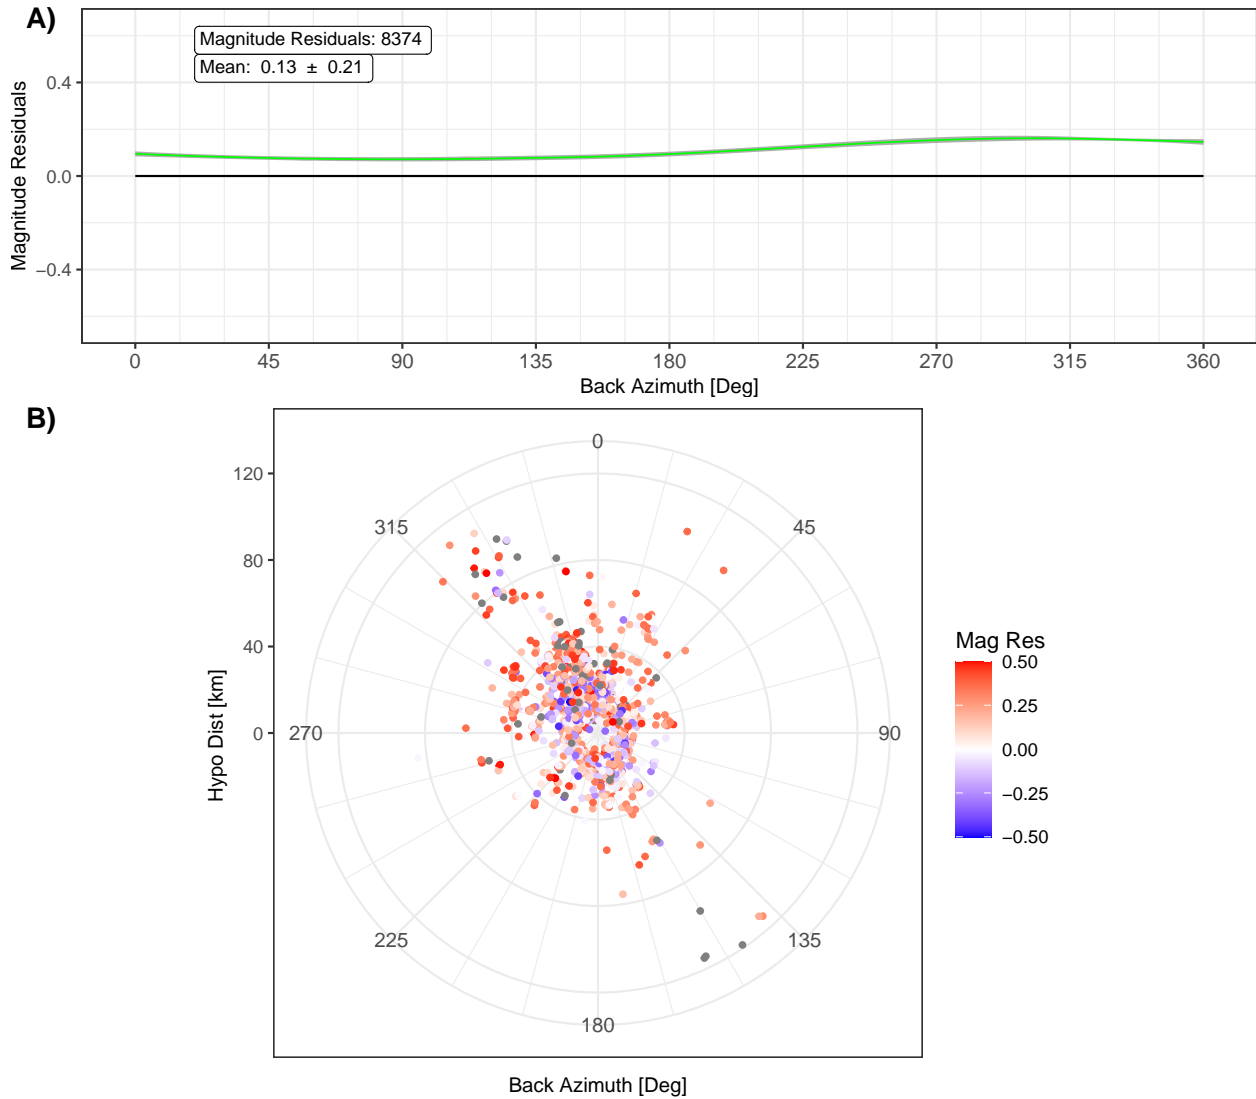 A)
Magnitude Residuals: 8374
Mean:  0.13  ±  0.21
Magnitude Residuals
0.4
0.0
−0.4
0 45 90 135 180 225 270 315 360
Back Azimuth [Deg]
B)
Hypo Dist [km]
120
80
40
0
0
45
90
135
180
225
270
315
Back Azimuth [Deg]
Mag Res
0.50
0.25
0.00
−0.25
−0.50